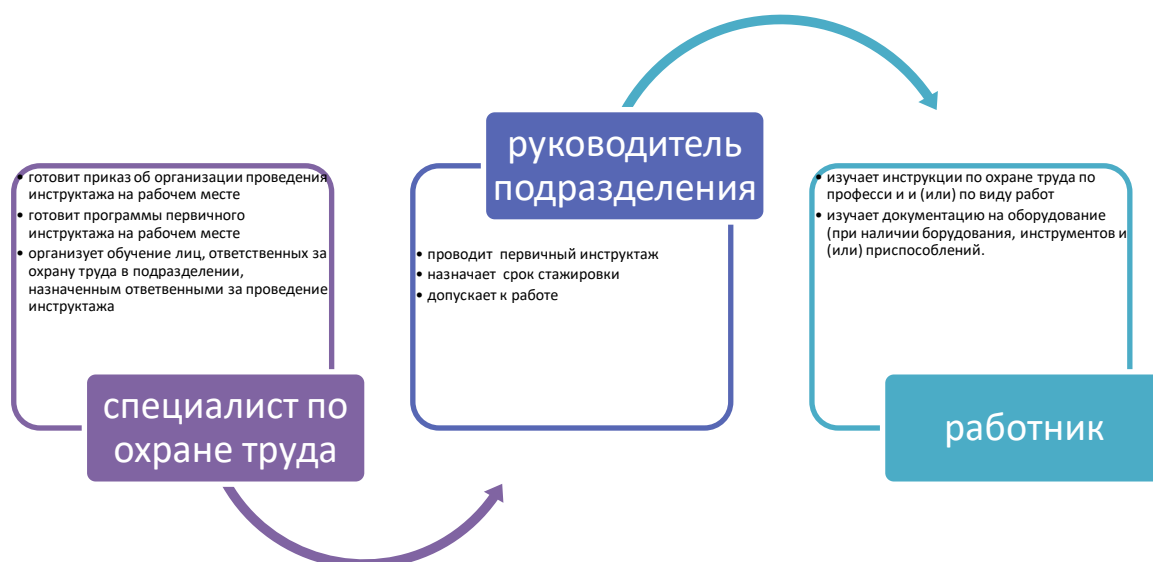 • готовит приказ об организации проведения
инструктажа на рабочем месте
• готовит программы первичного
инструктажа на рабочем месте
• организует обучение лиц, ответственных за
охрану труда в подразделении,
назначенным ответвенными за проведение
инструктажа
специалист по
охране труда
руководитель
подразделения
• проводит первичный инструктаж
• назначает срок стажировки
• допускает к работе
• изучает инструкции по охране труда по
професси и и (или) по виду работ
• изучает документацию на оборудование
(при наличии борудования, инструментов и
(или) приспособлений.
работник